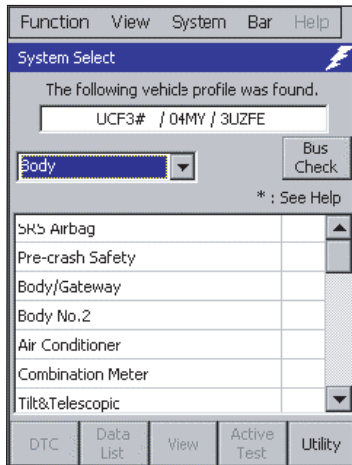 Function View System Bar Help
System Select
The following vehicle profile was found.
UCF3# / 04MY / 3UZFE
Body
Bus
Check
* : See Help
SRS Airbag
Pre-crash Safety
Body/Gateway
Body No.2
Air Conditioner
Combination Meter
Tilt&Telescopic
DTC Data List View Active Test Utility